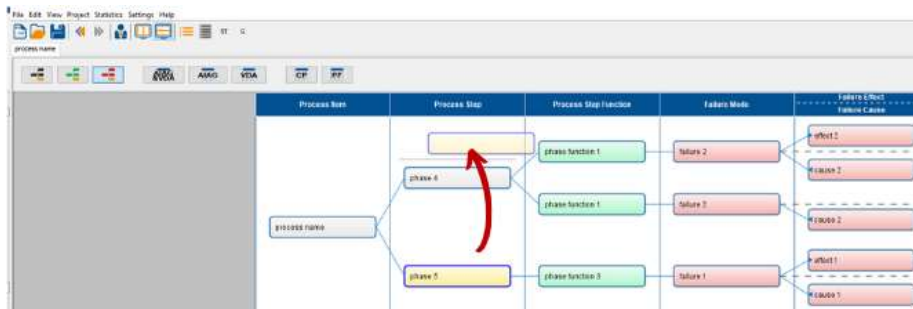 File Edit View Project Statistics Settings Help
process name
AIAG VDA CP PF
Process Item Process Step Process Step Function Failure Mode Failure Effect
Failure Cause
effect 2
phase function 1 failure 2
phase 4 cause 2
phase function 1 failure 2
cause 2
process name
effect 1
phase 5 phase function 3 failure 1
cause 1